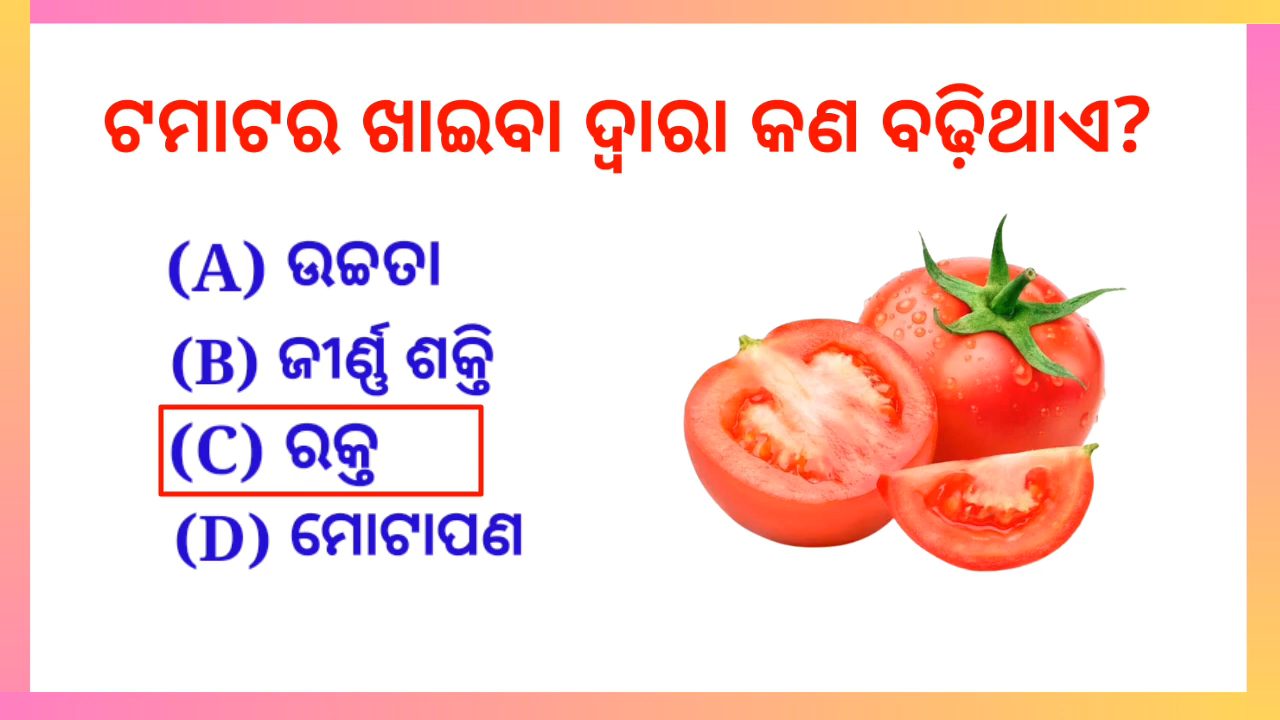 ଟମାଟର ଖାଇବା ଦ୍ୱାରା କଣ ବଢ଼ିଥାଏ?
(A) ଉଚ୍ଚତା
(B) ଜୀର୍ଣ୍ଣ ଶକ୍ତି
(C) ରକ୍ତ
(D) ମୋଟାପଣ